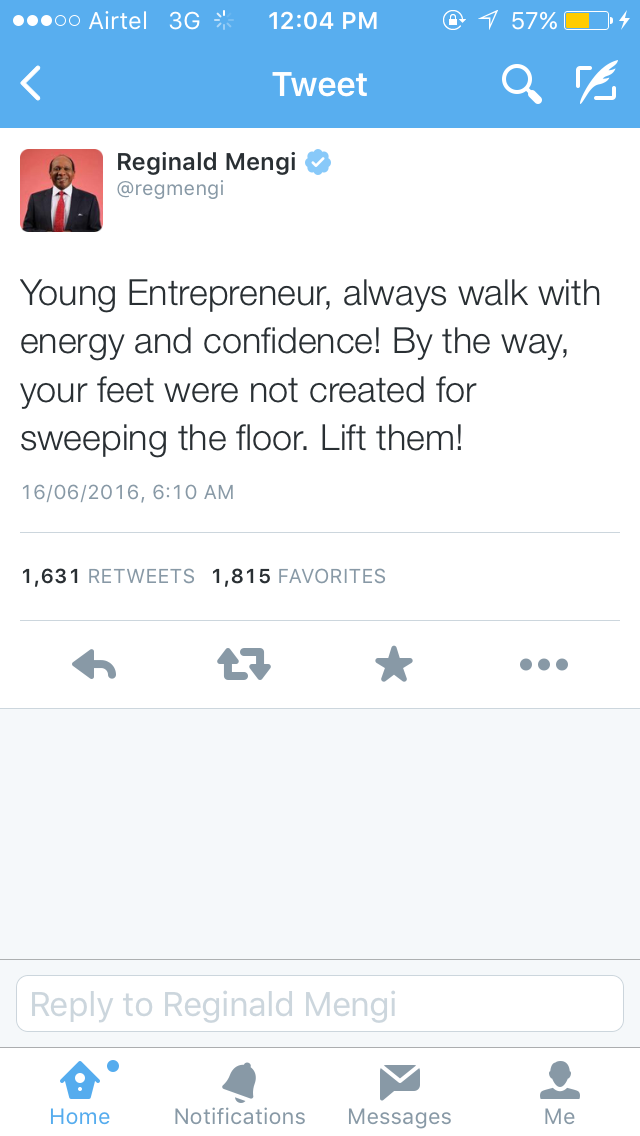 Airtel 3G 12:04 PM 57%
Tweet
Reginald Mengi
@regmengi
Young Entrepreneur, always walk with
energy and confidence! By the way,
your feet were not created for
sweeping the floor. Lift them!
16/06/2016, 6:10 AM
1,631 RETWEETS 1,815 FAVORITES
Reply to Reginald Mengi
Home Notifications Messages Me